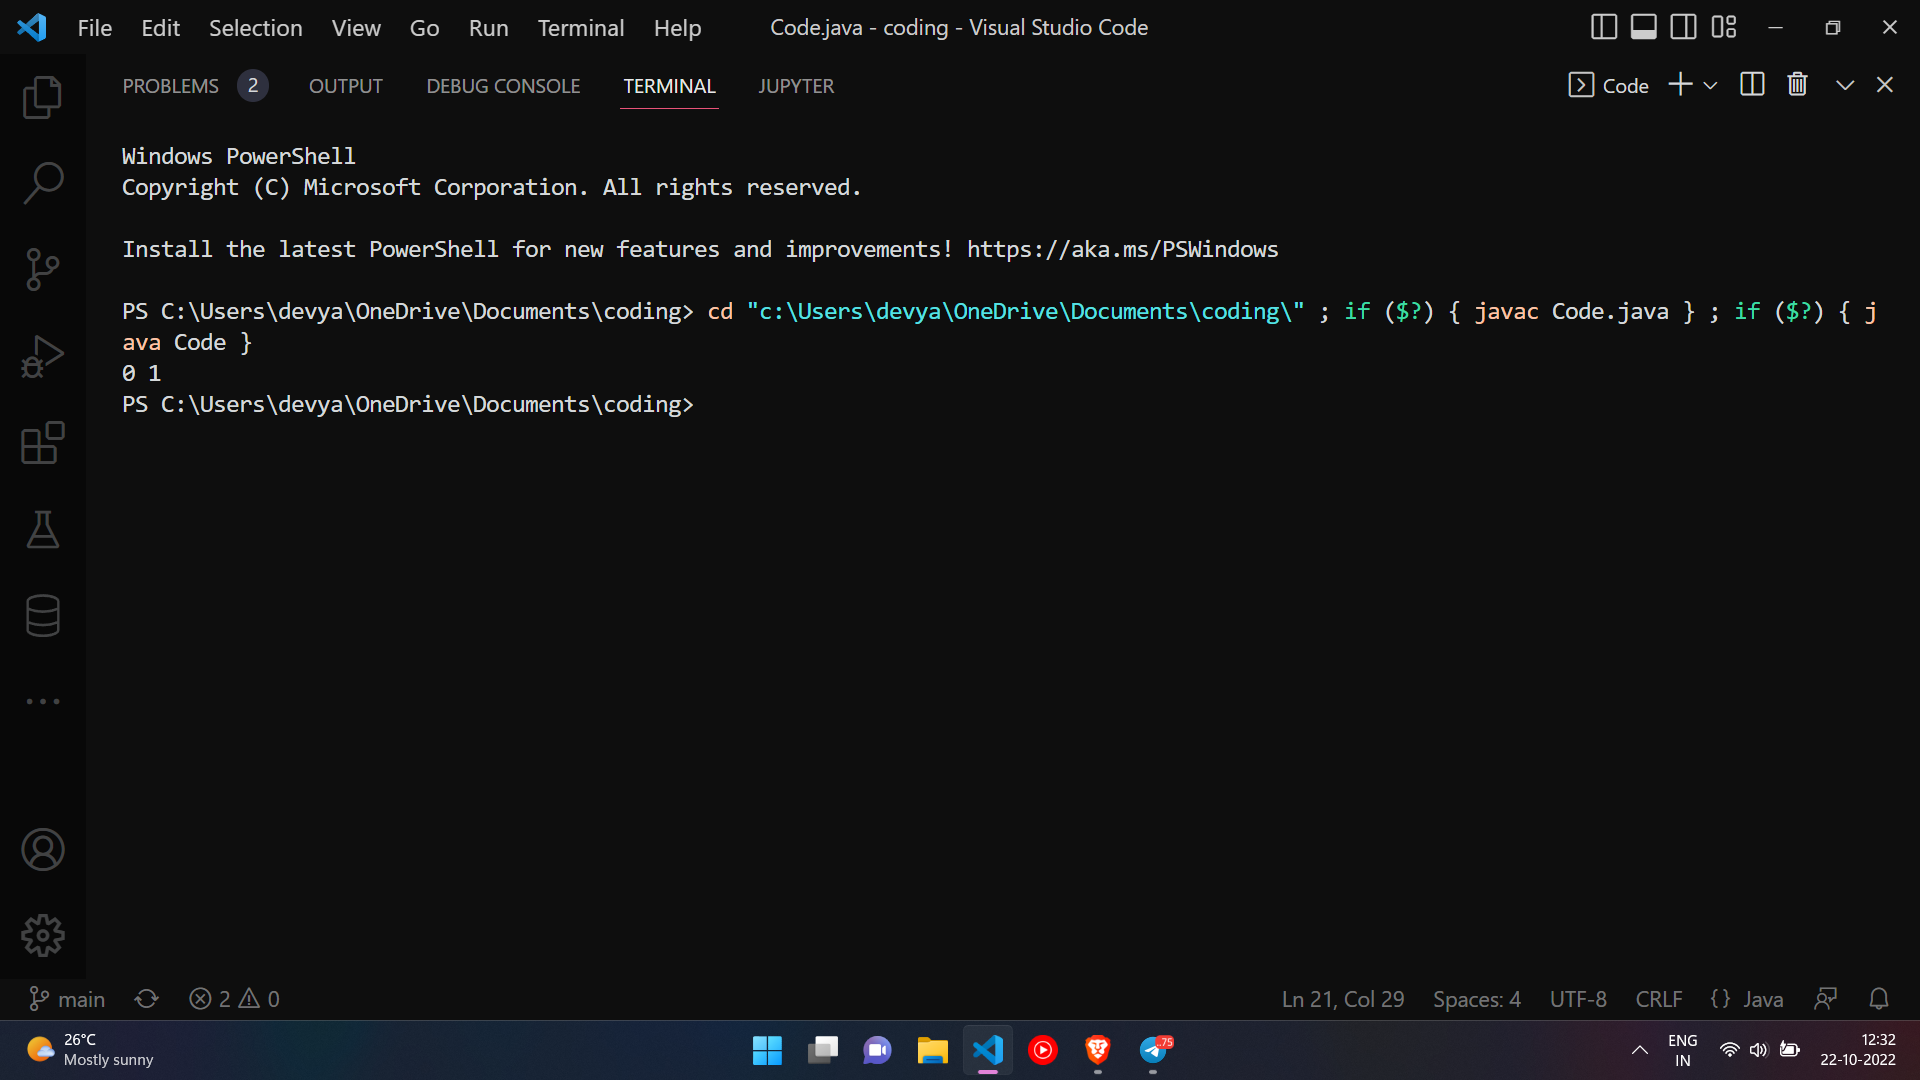 File Edit Selection View Go Run Terminal Help Code.java - coding - Visual Studio Code
PROBLEMS 2 OUTPUT DEBUG CONSOLE TERMINAL JUPYTER Code
Windows PowerShell
Copyright (C) Microsoft Corporation. All rights reserved.
Install the latest PowerShell for new features and improvements! https://aka.ms/PSWindows
PS C:\Users\devya\OneDrive\Documents\coding> cd "c:\Users\devya\OneDrive\Documents\coding\" ; if ($?) { javac Code.java } ; if ($?) { j
ava Code }
0 1
PS C:\Users\devya\OneDrive\Documents\coding>
main 2 0 Ln 21, Col 29 Spaces: 4 UTF-8 CRLF {} Java
26°C
Mostly sunny
.75
ENG
IN
12:32
22-10-2022